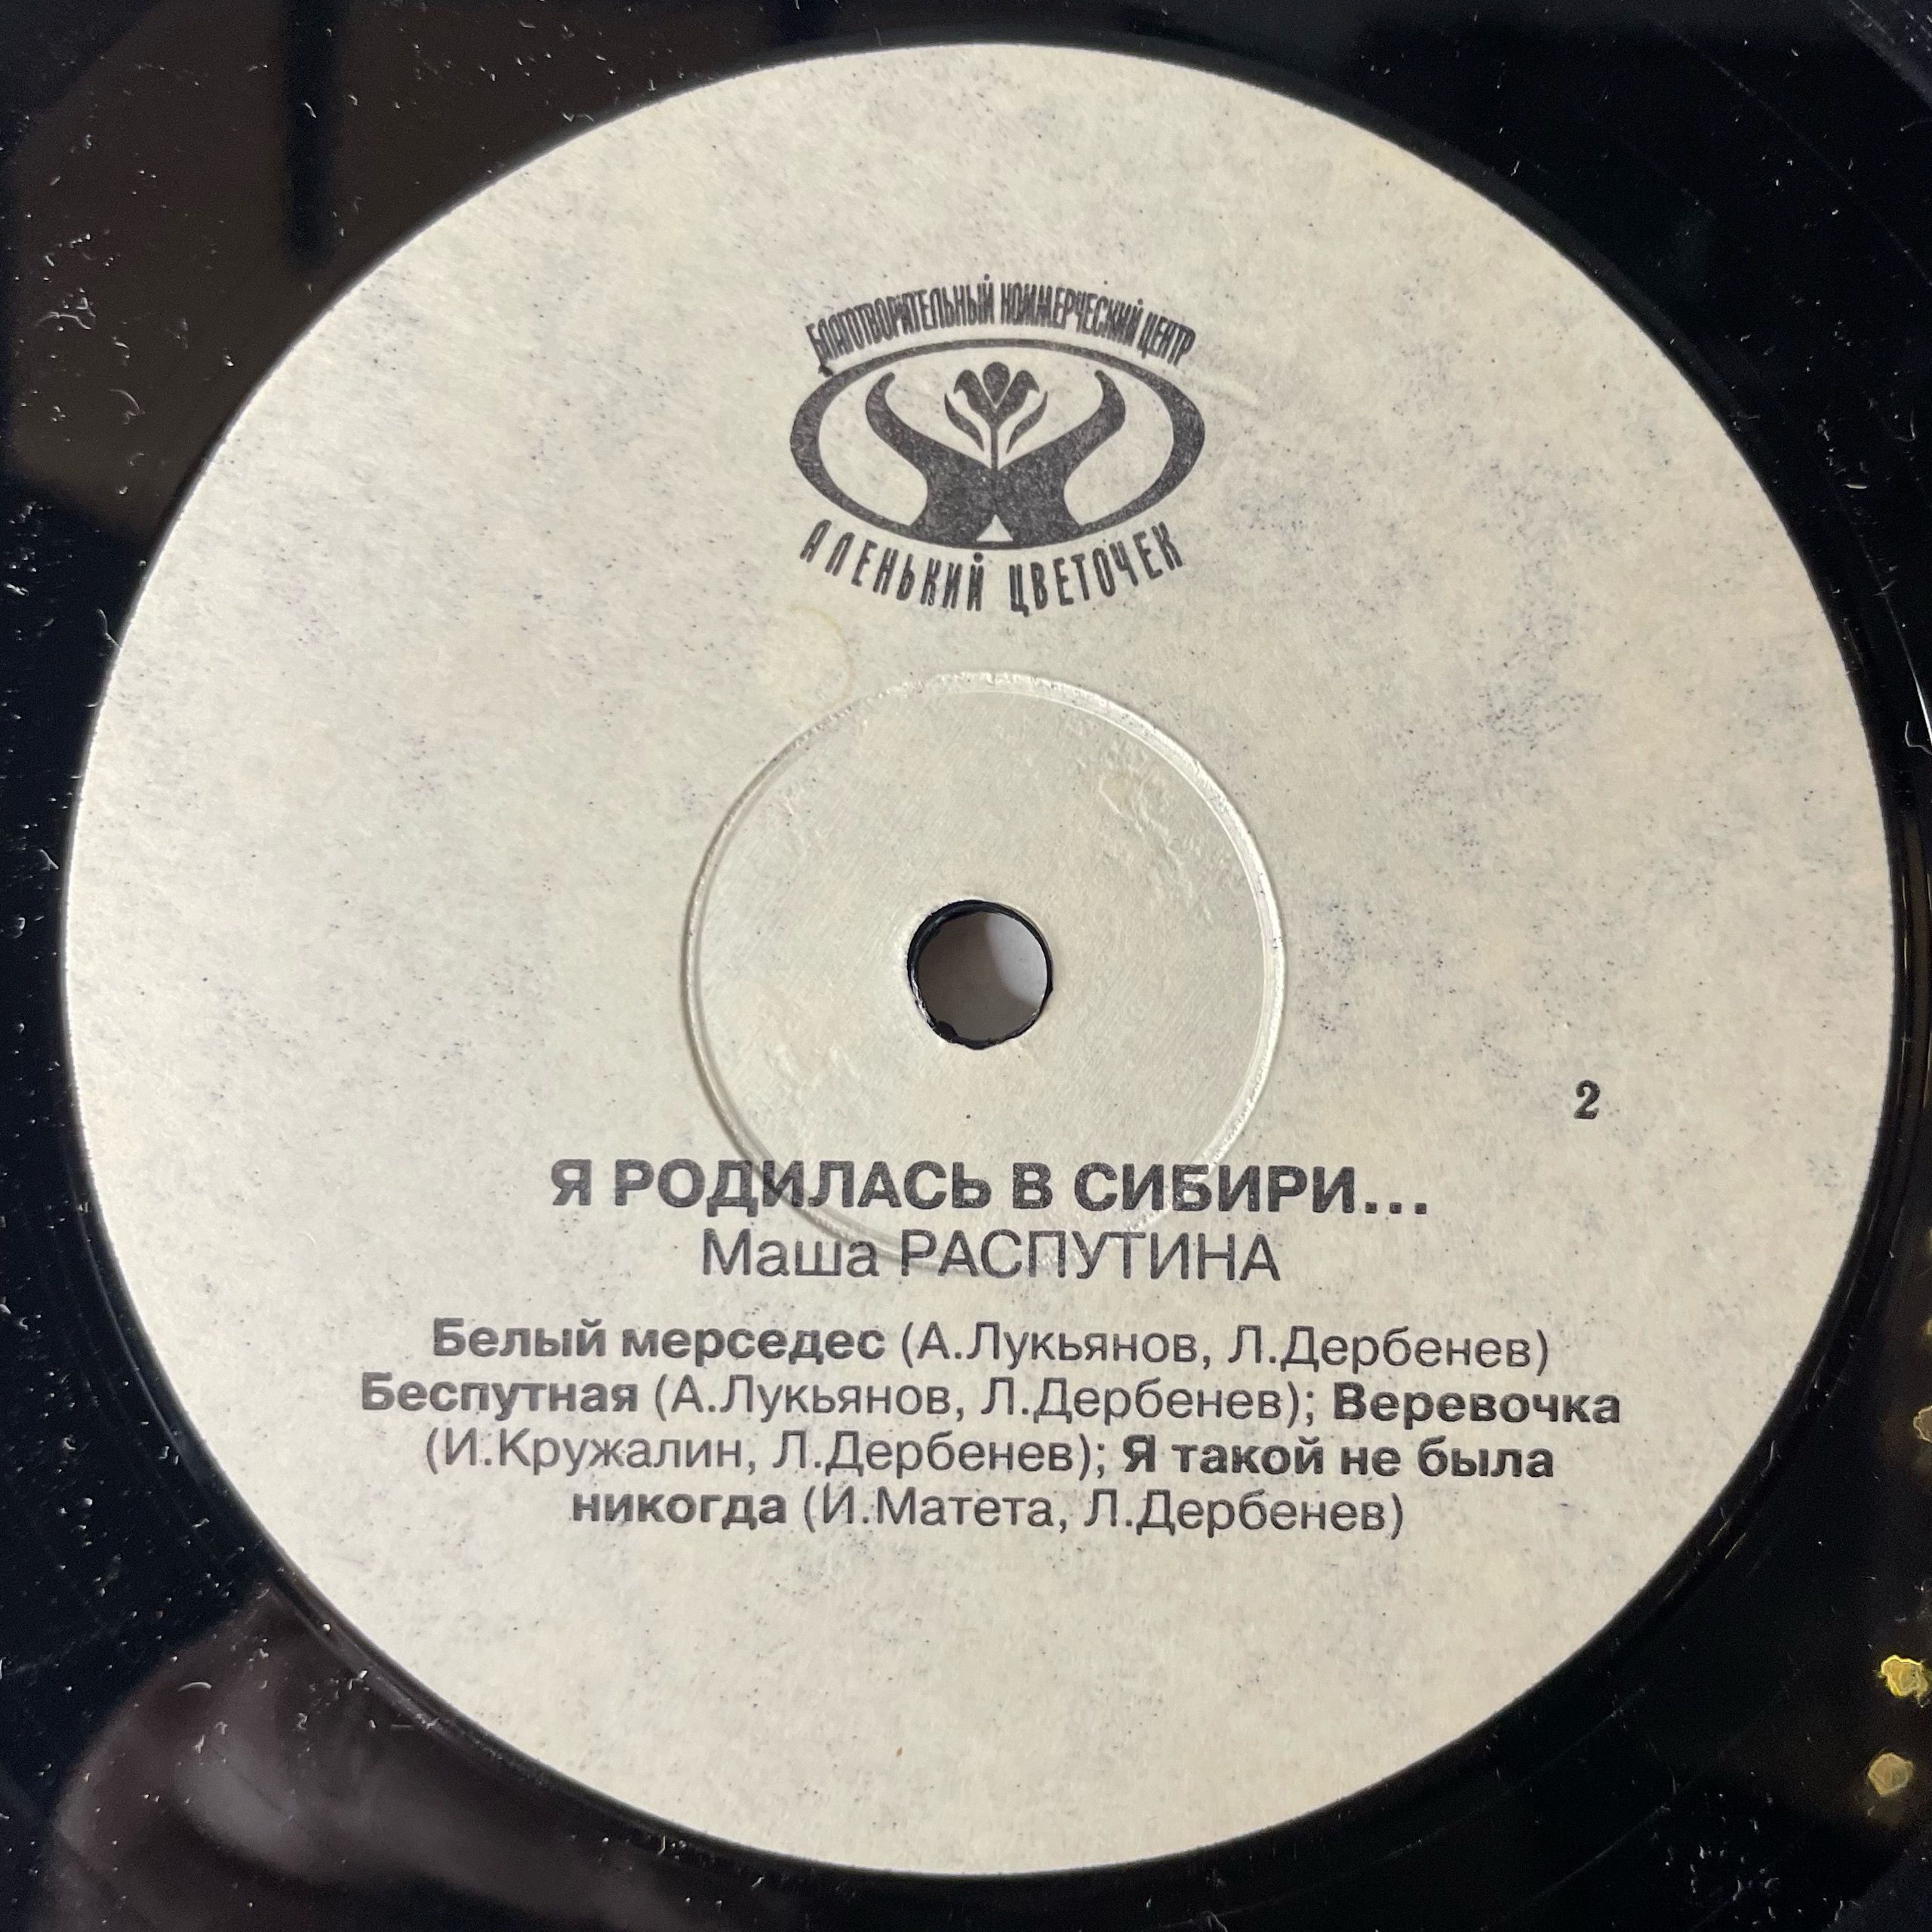 БЛАГОТВОРИТЕЛЬНЫЙ КОММЕРЧЕСКИЙ ЦЕНТР
АЛЕНЬКИЙ ЦВЕТОЧЕК
2
Я РОДИЛАСЬ В СИБИРИ...
Маша РАСПУТИНА
Белый мерседес (А.Лукьянов, Л.Дербенев)
Беспутная (А.Лукьянов, Л.Дербенев); Веревочка
(И.Кружалин, Л.Дербенев); Я такой не была
никогда (И.Матета, Л.Дербенев)